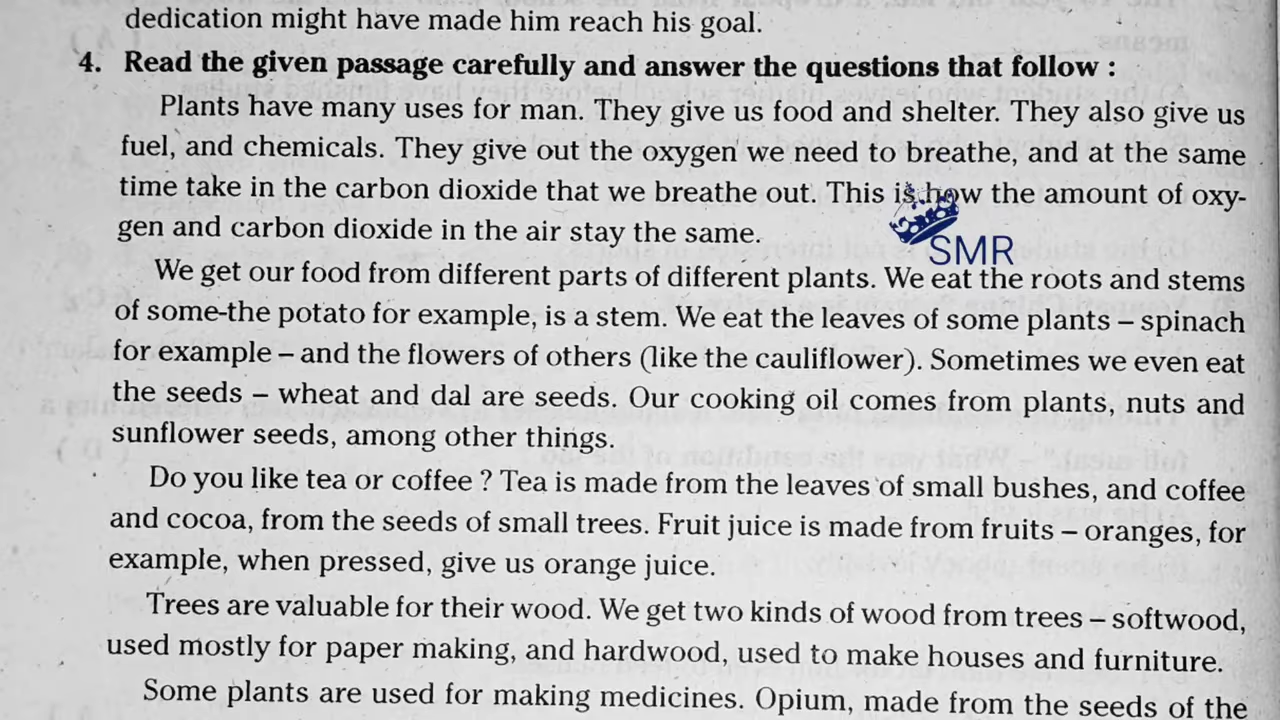 dedication might have made him reach his goal.
4. Read the given passage carefully and answer the questions that follow :
Plants have many uses for man. They give us food and shelter. They also give us
fuel, and chemicals. They give out the oxygen we need to breathe, and at the same
time take in the carbon dioxide that we breathe out. This is how the amount of oxy-
gen and carbon dioxide in the air stay the same.
SMR
We get our food from different parts of different plants. We eat the roots and stems
of some-the potato for example, is a stem. We eat the leaves of some plants – spinach
for example – and the flowers of others (like the cauliflower). Sometimes we even eat
the seeds – wheat and dal are seeds. Our cooking oil comes from plants, nuts and
sunflower seeds, among other things.
Do you like tea or coffee ? Tea is made from the leaves of small bushes, and coffee
and cocoa, from the seeds of small trees. Fruit juice is made from fruits – oranges, for
example, when pressed, give us orange juice.
Trees are valuable for their wood. We get two kinds of wood from trees – softwood,
used mostly for paper making, and hardwood, used to make houses and furniture.
Some plants are used for making medicines. Opium, made from the seeds of the